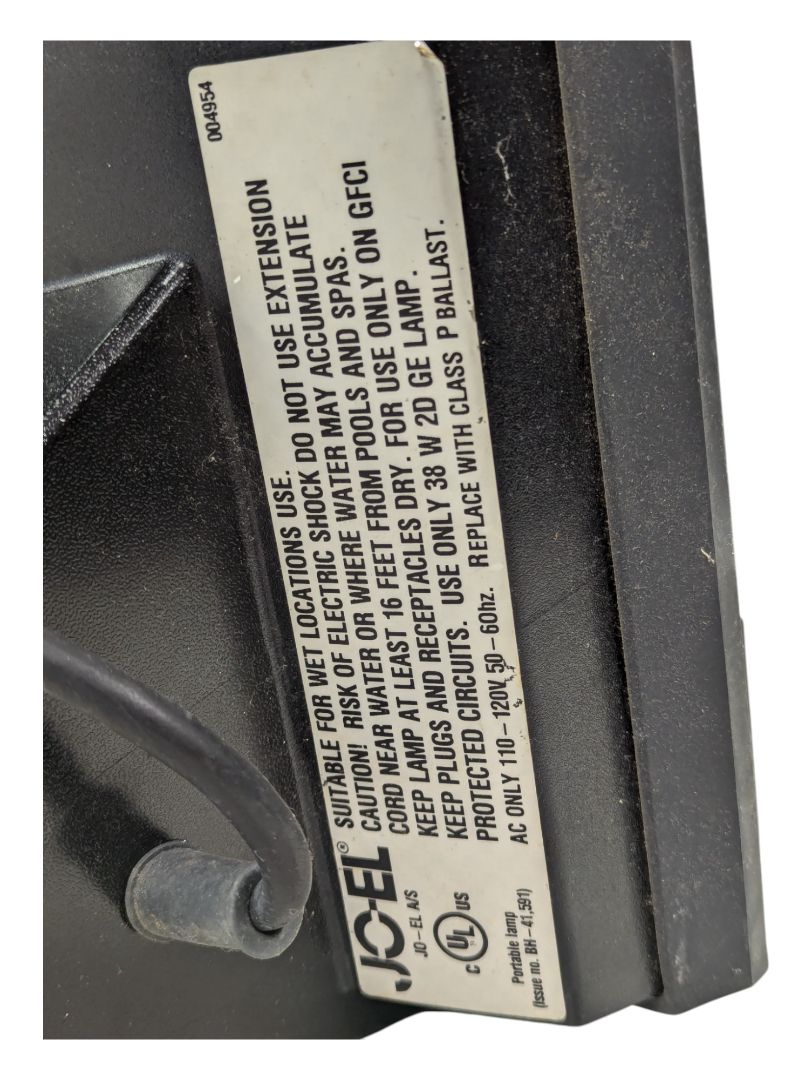 004954
JO-EL®
JO-EL A/S
C UL US
Portable lamp
(Issue no. BH-41,591)
SUITABLE FOR WET LOCATIONS USE.
CAUTION! RISK OF ELECTRIC SHOCK DO NOT USE EXTENSION
CORD NEAR WATER OR WHERE WATER MAY ACCUMULATE
KEEP LAMP AT LEAST 16 FEET FROM POOLS AND SPAS.
KEEP PLUGS AND RECEPTACLES DRY. FOR USE ONLY ON GFCI
PROTECTED CIRCUITS. USE ONLY 38 W 2D GE LAMP.
AC ONLY 110-120V 50-60hz. REPLACE WITH CLASS P BALLAST.